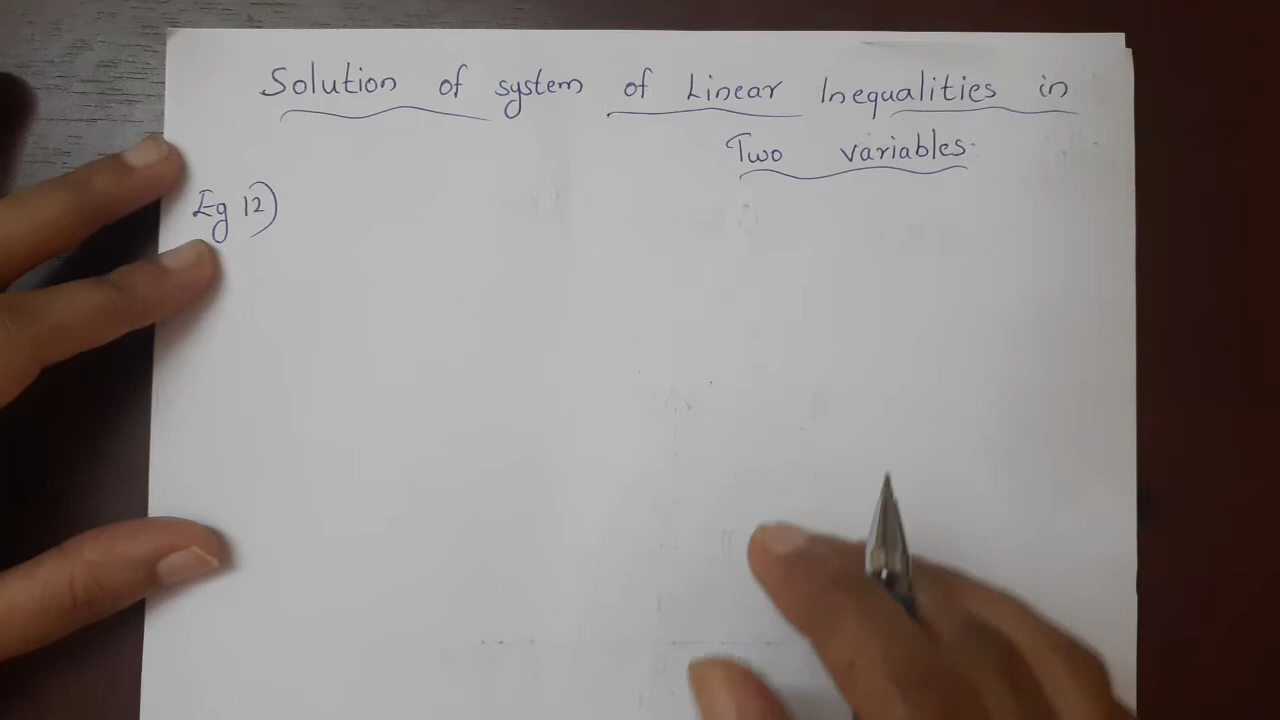 Solution of system of Linear Inequalities in
Two variables.
Eg 12)